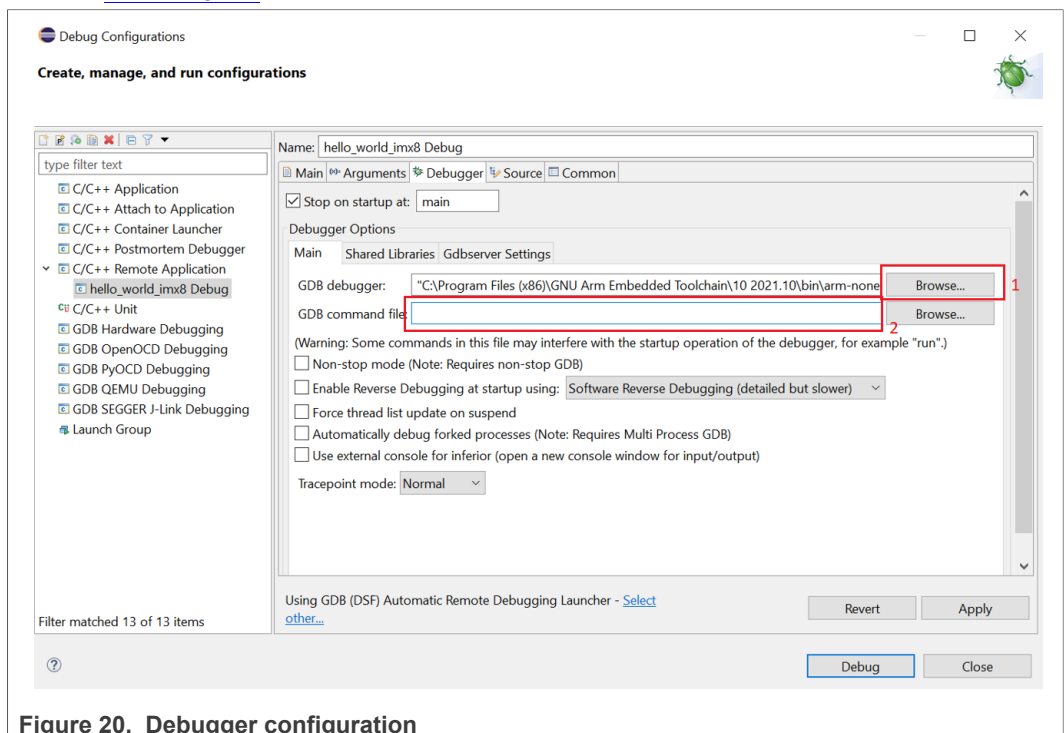 Debug Configurations
Create, manage, and run configurations
type filter text
C/C++ Application
C/C++ Attach to Application
C/C++ Container Launcher
C/C++ Postmortem Debugger
C/C++ Remote Application
hello_world_imx8 Debug
C/C++ Unit
GDB Hardware Debugging
GDB OpenOCD Debugging
GDB PyOCD Debugging
GDB QEMU Debugging
GDB SEGGER J-Link Debugging
Launch Group
Filter matched 13 of 13 items
Name: hello_world_imx8 Debug
Main Arguments Debugger Source Common
Stop on startup at: main
Debugger Options
Main Shared Libraries Gdbserver Settings
GDB debugger: "C:\Program Files (x86)\GNU Arm Embedded Toolchain\10 2021.10\bin\arm-none Browse... 1
GDB command file: Browse... 2
(Warning: Some commands in this file may interfere with the startup operation of the debugger, for example "run".)
Non-stop mode (Note: Requires non-stop GDB)
Enable Reverse Debugging at startup using: Software Reverse Debugging (detailed but slower)
Force thread list update on suspend
Automatically debug forked processes (Note: Requires Multi Process GDB)
Use external console for inferior (open a new console window for input/output)
Tracepoint mode: Normal
Using GDB (DSF) Automatic Remote Debugging Launcher - Select
other...
Revert Apply
Debug Close
Figure 20. Debugger configuration